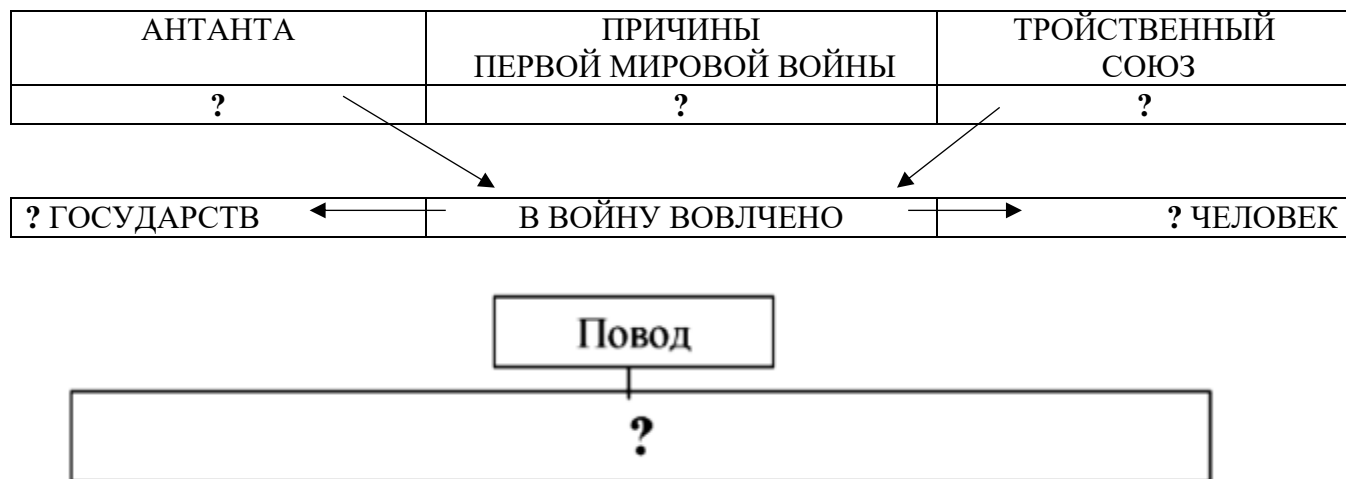 АНТАНТА
ПРИЧИНЫ
ПЕРВОЙ МИРОВОЙ ВОЙНЫ
ТРОЙСТВЕННЫЙ
СОЮЗ
?
?
?
? ГОСУДАРСТВ
В ВОЙНУ ВОВЛЧЕНО
? ЧЕЛОВЕК
Повод
?